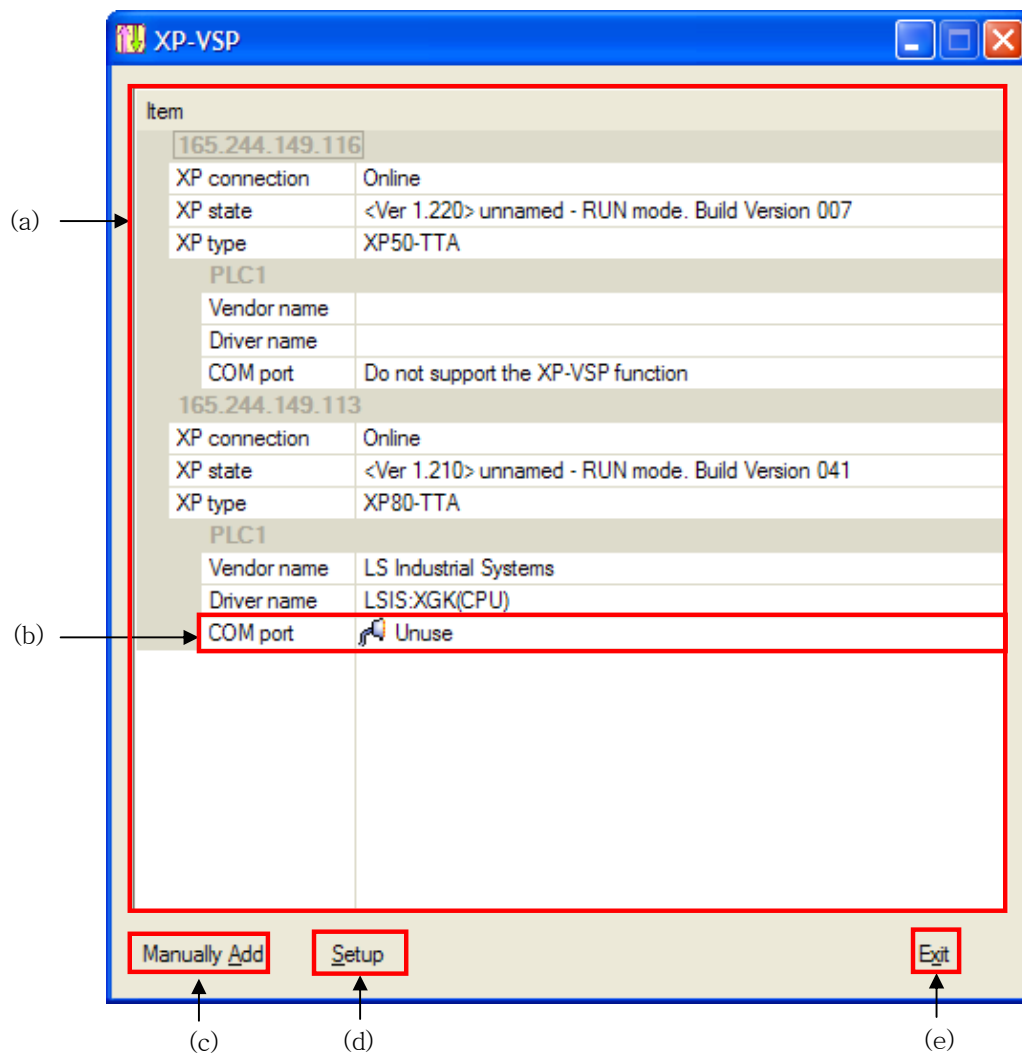 XP-VSP
Item
165.244.149.116
XP connection Online
XP state <Ver 1.220> unnamed - RUN mode. Build Version 007
(a)
XP type XP50-TTA
PLC1
Vendor name
Driver name
COM port Do not support the XP-VSP function
165.244.149.113
XP connection Online
XP state <Ver 1.210> unnamed - RUN mode. Build Version 041
XP type XP80-TTA
PLC1
Vendor name LS Industrial Systems
Driver name LSIS:XGK(CPU)
(b) COM port Unuse
Manually Add Setup Exit
(c) (d) (e)